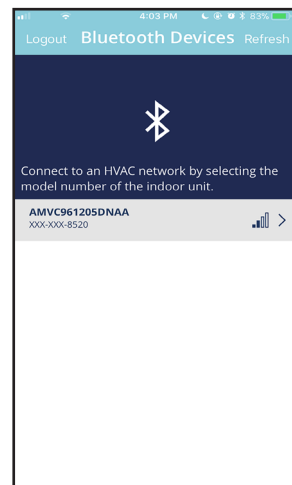 4:03 PM
83%
Logout Bluetooth Devices Refresh
Connect to an HVAC network by selecting the
model number of the indoor unit.
AMVC961205DNAA
XXX-XXX-8520